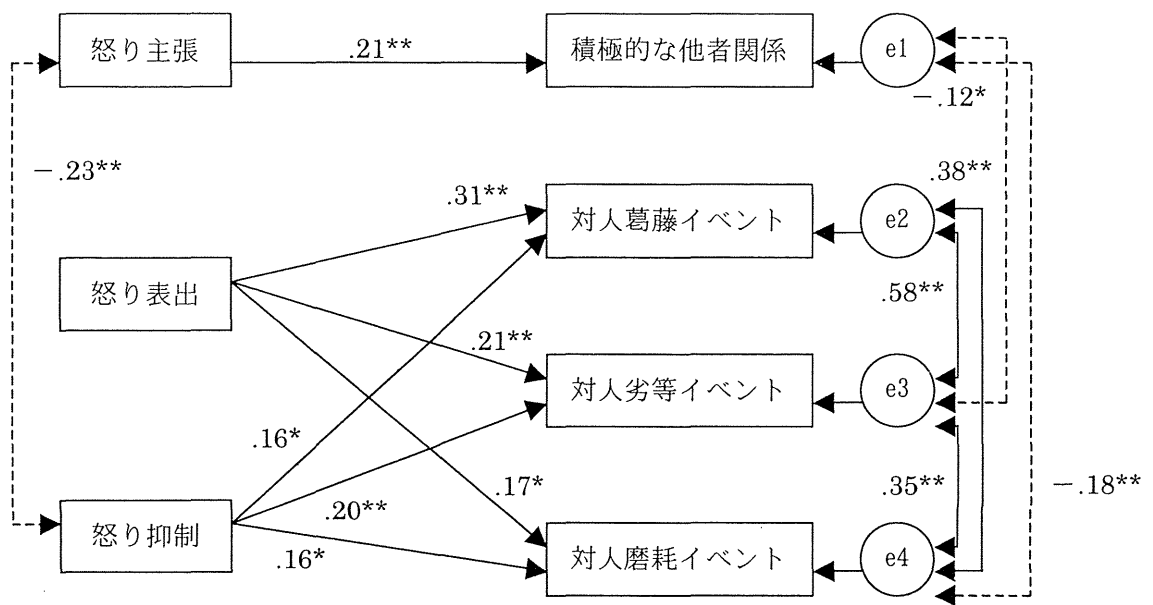 怒り主張
.21**
積極的な他者関係
e1
−.12*
−.23**
.38**
.31**
対人葛藤イベント
e2
怒り表出
.58**
.21**
対人劣等イベント
e3
.16*
.17*
.35**
−.18**
.20**
怒り抑制
.16*
対人磨耗イベント
e4